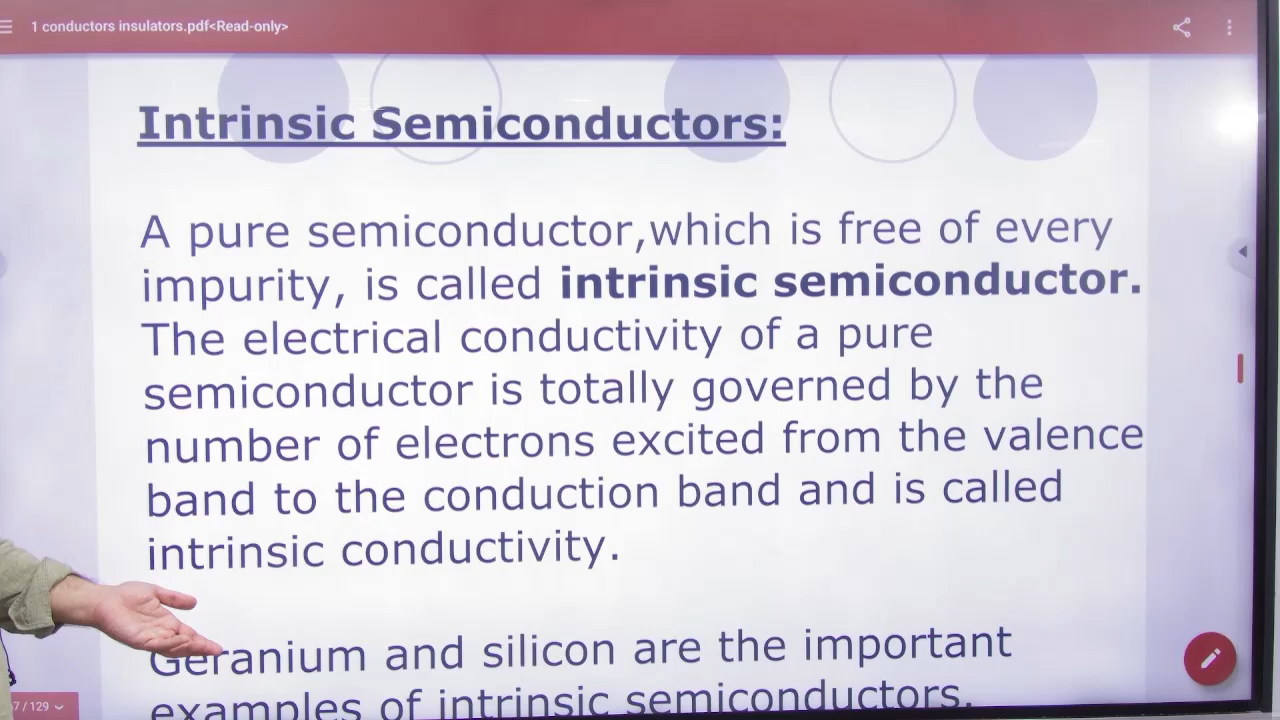 1 conductors insulators.pdf<Read-only>
Intrinsic Semiconductors:
A pure semiconductor,which is free of every
impurity, is called intrinsic semiconductor.
The electrical conductivity of a pure
semiconductor is totally governed by the
number of electrons excited from the valence
band to the conduction band and is called
intrinsic conductivity.
Geranium and silicon are the important
examples of intrinsic semiconductors.
7 / 129